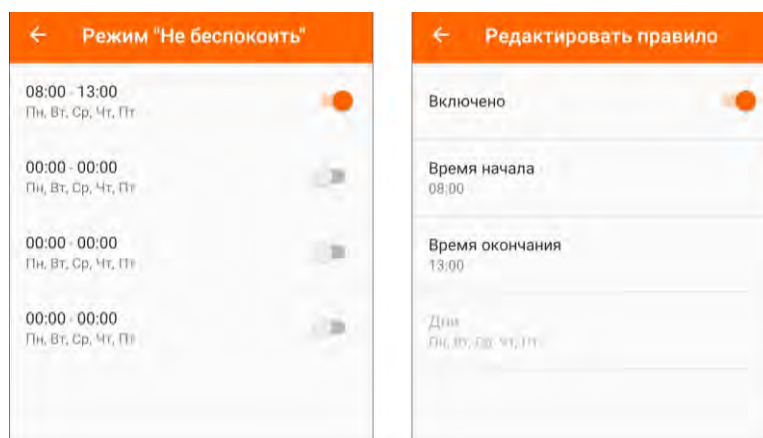 Режим "Не беспокоить"
08:00 - 13:00
Пн, Вт, Ср, Чт, Пт
00:00 - 00:00
Пн, Вт, Ср, Чт, Пт
00:00 - 00:00
Пн, Вт, Ср, Чт, Пт
00:00 - 00:00
Пн, Вт, Ср, Чт, Пт
Редактировать правило
Включено
Время начала
08:00
Время окончания
13:00
Дни
Пн, Вт, Ср, Чт, Пт